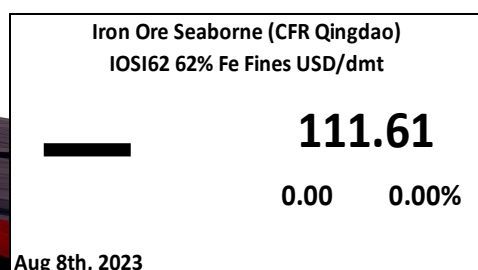 Iron Ore Seaborne (CFR Qingdao)
IOSI62 62% Fe Fines USD/dmt
111.61
0.00 0.00%
Aug 8th, 2023